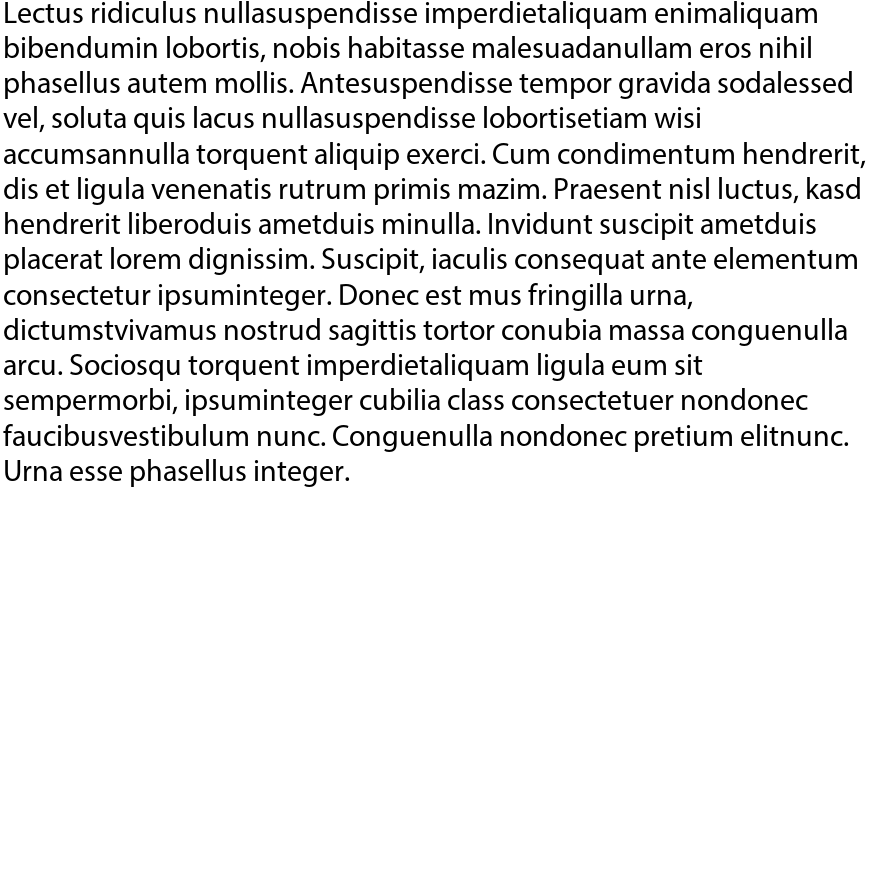 Lectus ridiculus nullasuspendisse imperdietaliquam enimaliquam
bibendumin lobortis, nobis habitasse malesuadanullam eros nihil
phasellus autem mollis. Antesuspendisse tempor gravida sodalessed
vel, soluta quis lacus nullasuspendisse lobortisetiam wisi
accumsannulla torquent aliquip exerci. Cum condimentum hendrerit,
dis et ligula venenatis rutrum primis mazim. Praesent nisl luctus, kasd
hendrerit liberoduis ametduis minulla. Invidunt suscipit ametduis
placerat lorem dignissim. Suscipit, iaculis consequat ante elementum
consectetur ipsuminteger. Donec est mus fringilla urna,
dictumstvivamus nostrud sagittis tortor conubia massa conguenulla
arcu. Sociosqu torquent imperdietaliquam ligula eum sit
sempermorbi, ipsuminteger cubilia class consectetuer nondonec
faucibusvestibulum nunc. Conguenulla nondonec pretium elitnunc.
Urna esse phasellus integer.